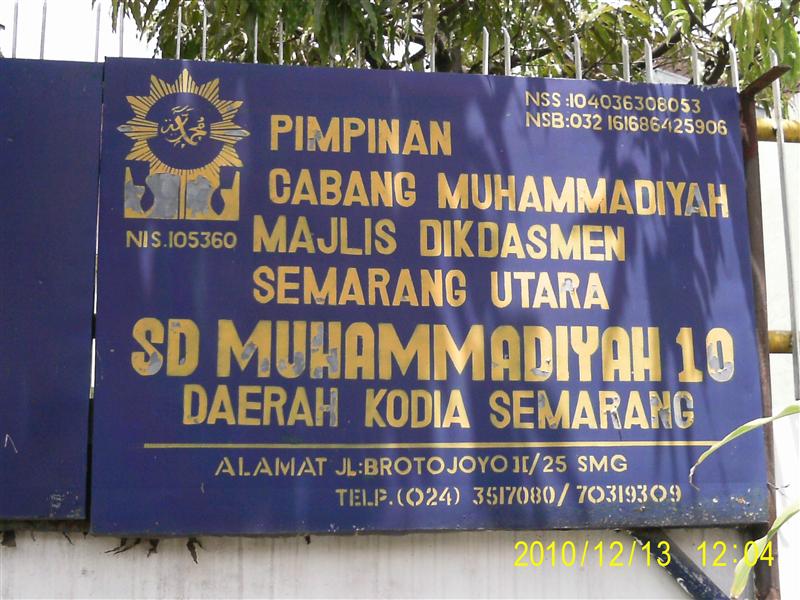 محمد
NSS :104036308053
NSB:032 161686425906
PIMPINAN
CABANG MUHAMMADIYAH
NIS.105360 MAJLIS DIKDASMEN
SEMARANG UTARA
SD MUHAMMADIYAH 10
DAERAH KODIA SEMARANG
ALAMAT JL:BROTOJOYO II/25 SMG
TELP.(024) 3517080/ 70319309
2010/12/13 12:04